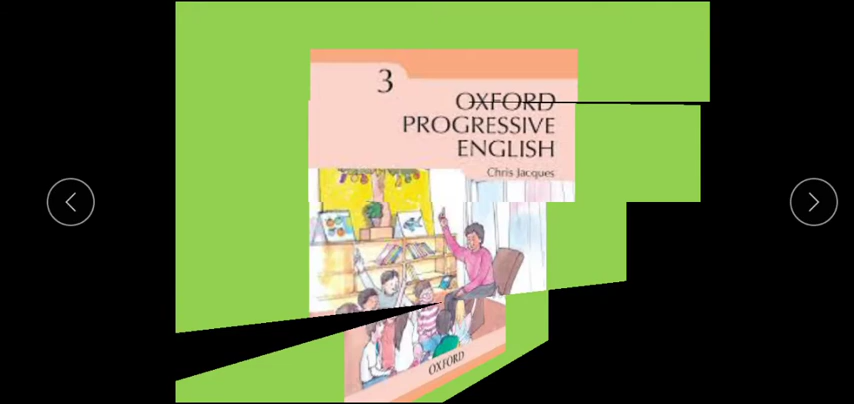 3
OXFORD
PROGRESSIVE
ENGLISH
Chris Jacques
OXFORD